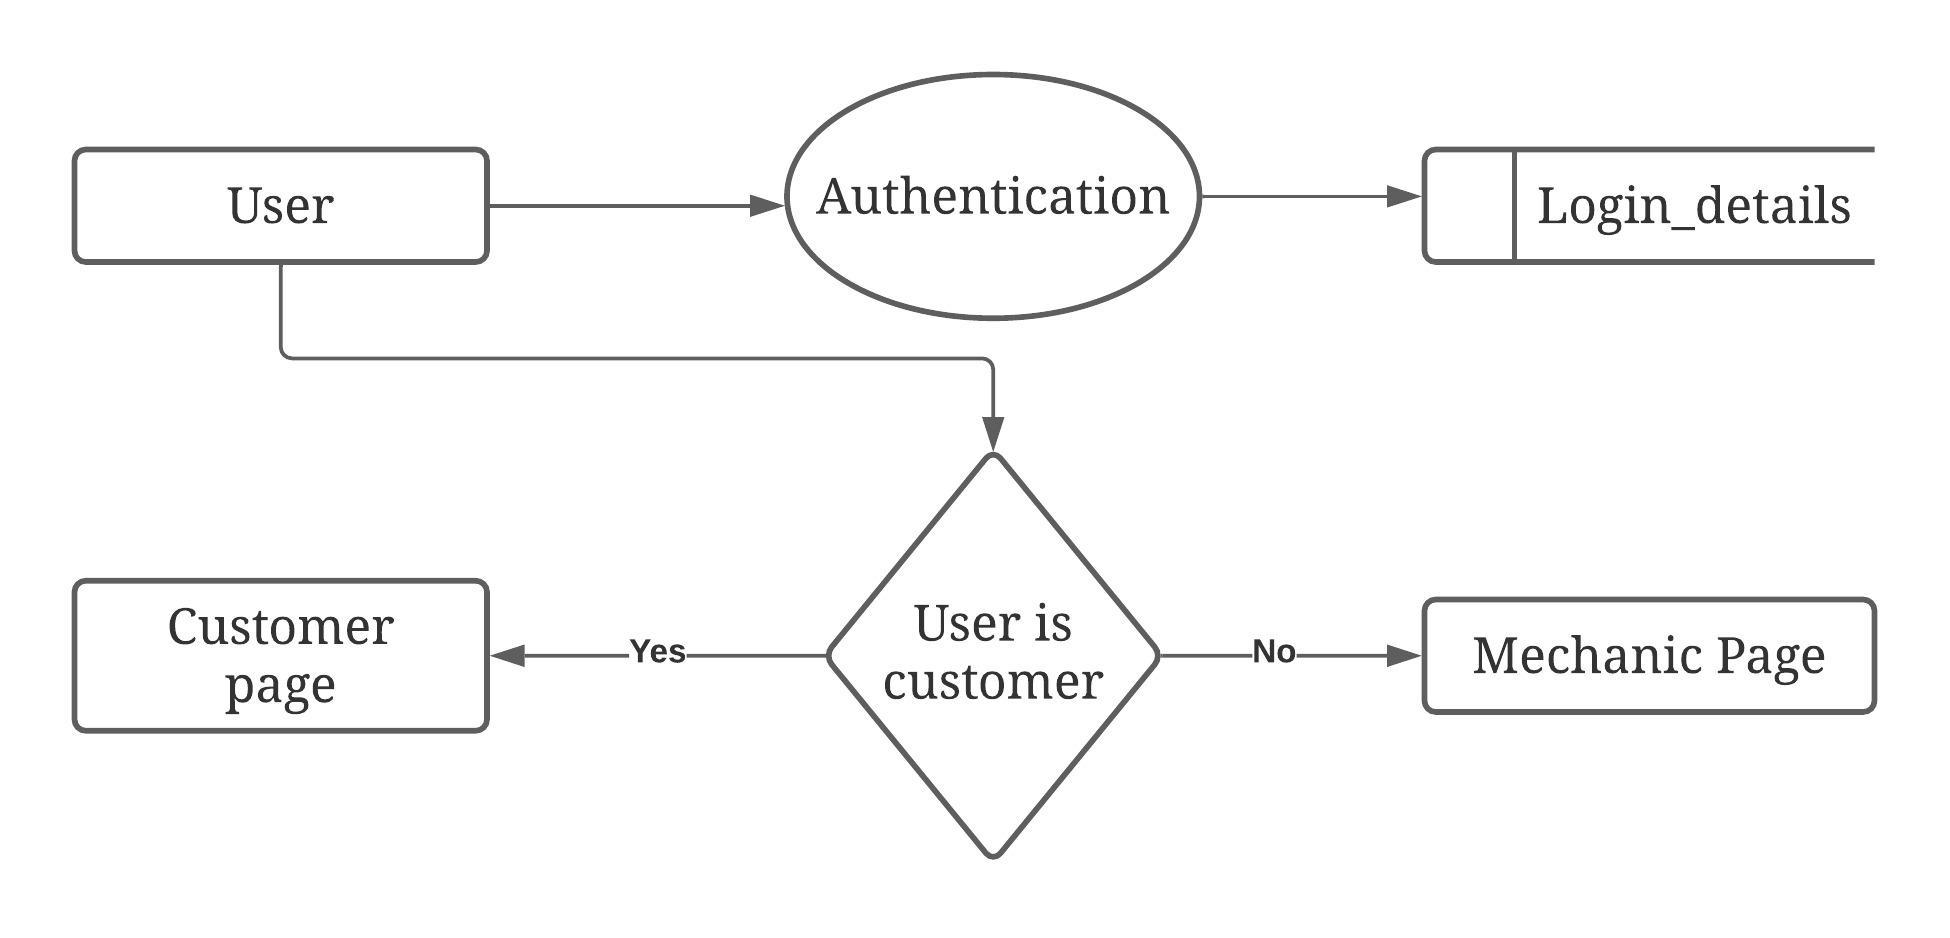 User
Authentication
Login_details
Customer
page
Yes
User is
customer
No
Mechanic Page